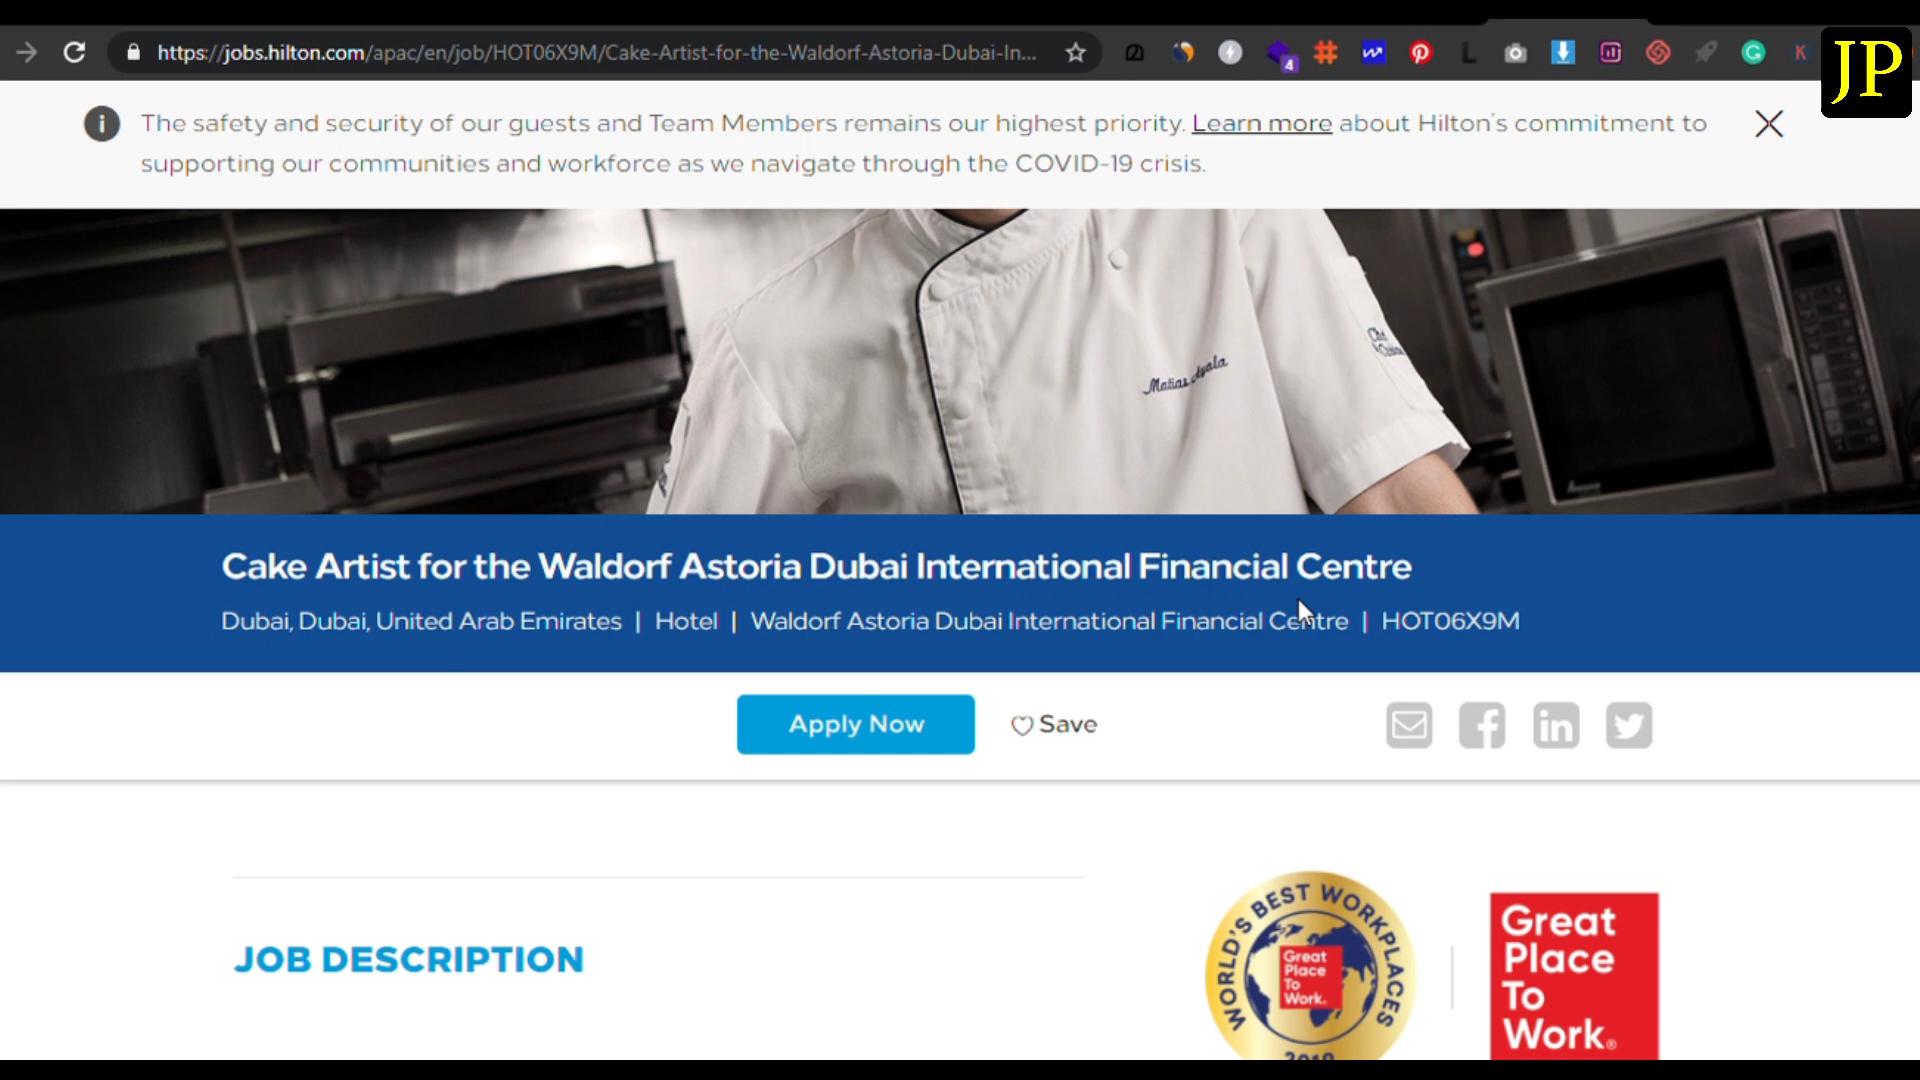 https://jobs.hilton.com/apac/en/job/HOT06X9M/Cake-Artist-for-the-Waldorf-Astoria-Dubai-In...
4
JP
The safety and security of our guests and Team Members remains our highest priority. Learn more about Hilton's commitment to
supporting our communities and workforce as we navigate through the COVID-19 crisis.
Matias Ayala
Cake Artist for the Waldorf Astoria Dubai International Financial Centre
Dubai, Dubai, United Arab Emirates | Hotel | Waldorf Astoria Dubai International Financial Centre | HOT06X9M
Apply Now
Save
JOB DESCRIPTION
WORLD'S BEST WORKPLACES
Great
Place
To
Work.
2019
Great
Place
To
Work®